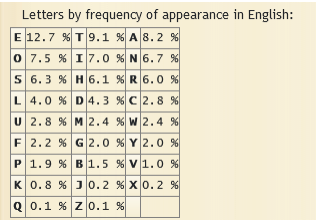 Letters by frequency of appearance in English:
E 12.7 % T 9.1 % A 8.2 %
O 7.5 % I 7.0 % N 6.7 %
S 6.3 % H 6.1 % R 6.0 %
L 4.0 % D 4.3 % C 2.8 %
U 2.8 % M 2.4 % W 2.4 %
F 2.2 % G 2.0 % Y 2.0 %
P 1.9 % B 1.5 % V 1.0 %
K 0.8 % J 0.2 % X 0.2 %
Q 0.1 % Z 0.1 %